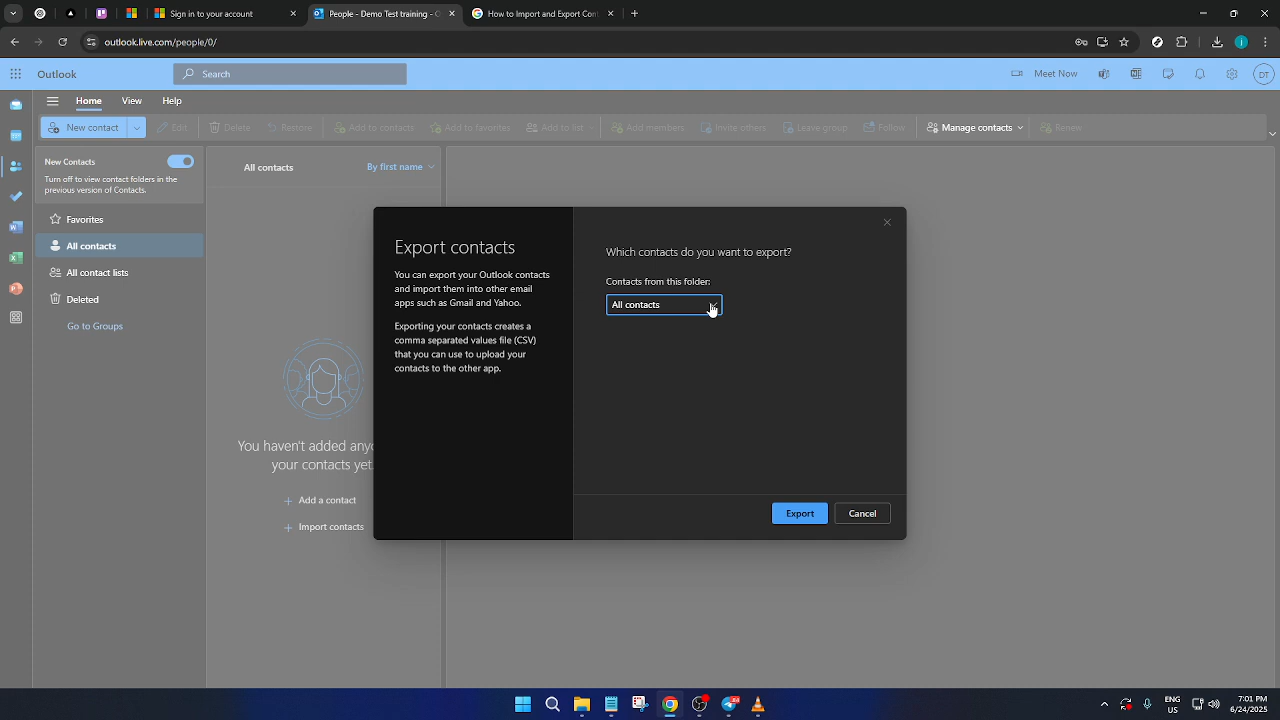 Sign in to your account
People - Demo Te training - C
How to Import and Export Con
outlook.live.com/people/0/
Outlook
Search
Meet Now
DT
Home View Help
New contact
Edit
Delete
Restore
Add to contacts
Add to favorites
Add to list
Add members
Invite others
Leave group
Follow
Manage contacts
New Contacts
Turn off to view contact folders in the
previous version of Contacts.
Favorites
All contacts
All contact lists
Deleted
Go to Groups
All contacts
By first name
You haven't added any
your contacts yet.
Add a contact
Import contacts
Export contacts
You can export your Outlook contacts
and import them into other email
apps such as Gmail and Yahoo.
Exporting your contacts creates a
comma separated values file (CSV)
that you can use to upload your
contacts to the other app.
Which contacts do you want to export?
Contacts from this folder:
All contacts
Export
Cancel
ENG
US
7:01 PM
6/24/2025